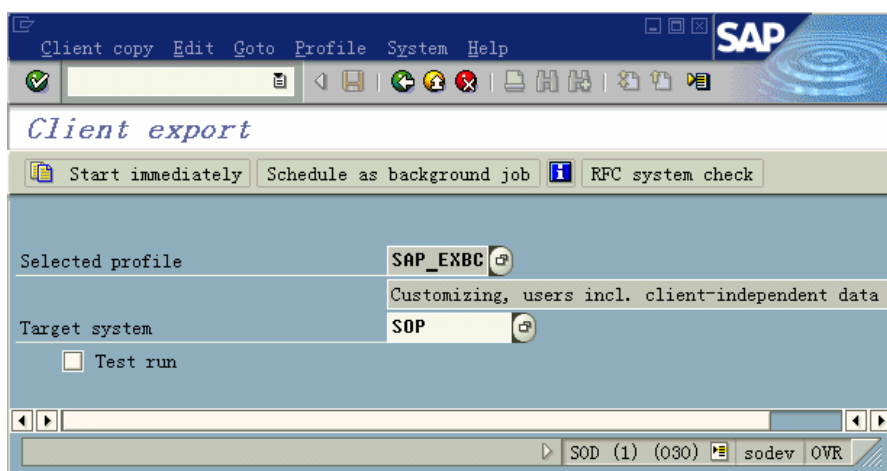 Client copy Edit Goto Profile System Help
SAP
Client export
Start immediately Schedule as background job RFC system check
Selected profile SAP_EXBC
Customizing, users incl. client-independent data
Target system SOP
Test run
SOD (1) (030) sodev OVR